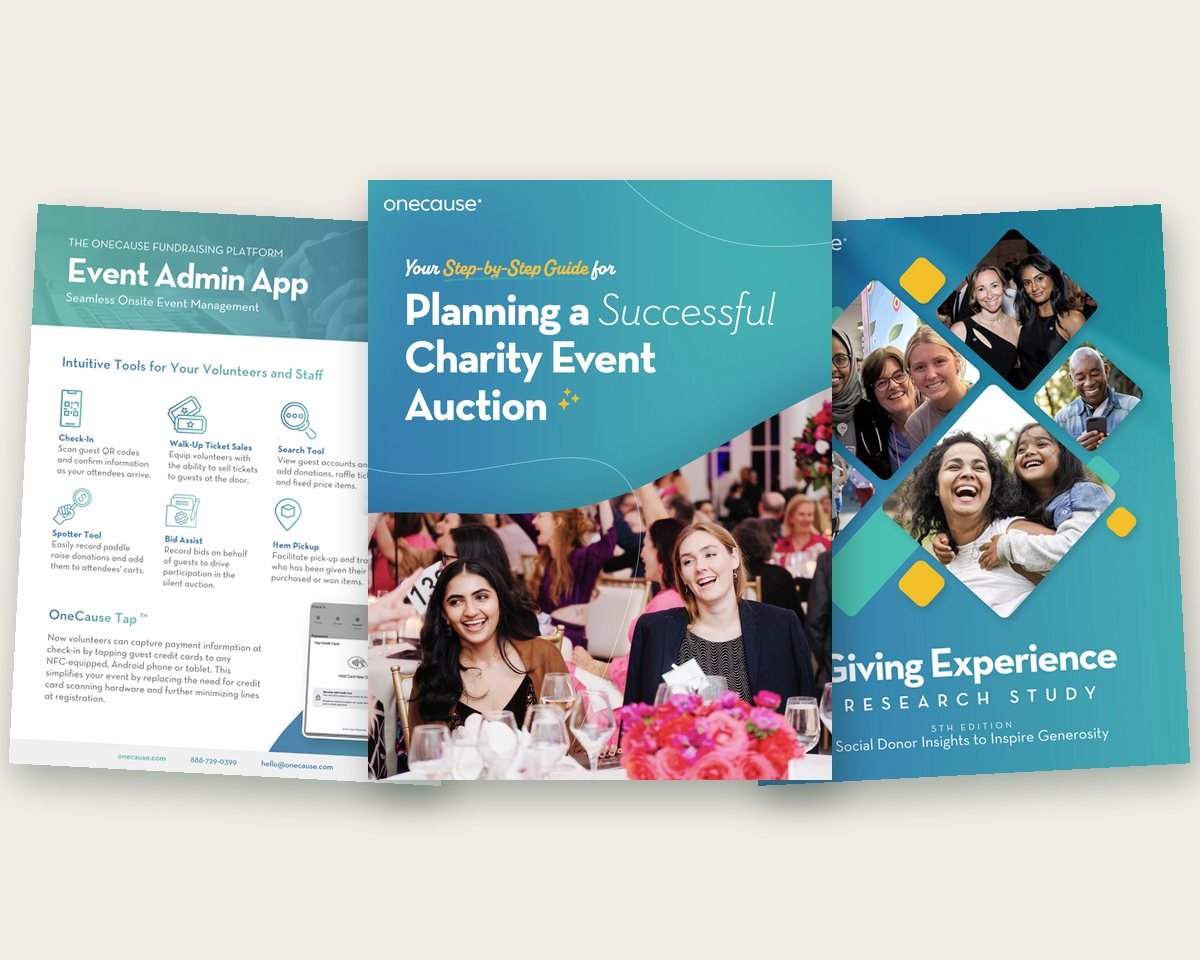 THE ONECAUSE FUNDRAISING PLATFORM
Event Admin App
Seamless Onsite Event Management
Intuitive Tools for Your Volunteers and Staff
Check-In
Scan guest QR codes
and confirm information
as your attendees arrive.
Walk-Up Ticket Sales
Equip volunteers with
the ability to sell tickets
to guests at the door.
Search Tool
View guest accounts
add donations, raffle
and fixed price items.
Spotter Tool
Easily record paddle
raise donations and add
them to attendees' carts.
Bid Assist
Record bids on behalf
of guests to drive
participation in the
silent auction.
Item Pickup
Facilitate pick-up and
who has been given their
purchased or won items.
OneCause Tap™
Now volunteers can capture payment information at
check-in by tapping guest credit cards to any
NFC-equipped, Android phone or tablet. This
simplifies your event by replacing the need for credit
card scanning hardware and further minimizing lines
at registration.
Check In
Payment
Tap Credit Card
onecause.com 888-729-0399 hello@onecause.com
onecause®
Your Step-by-Step Guide for
Planning a Successful
Charity Event
Auction
Giving Experience
RESEARCH STUDY
5TH EDITION
Social Donor Insights to Inspire Generosity